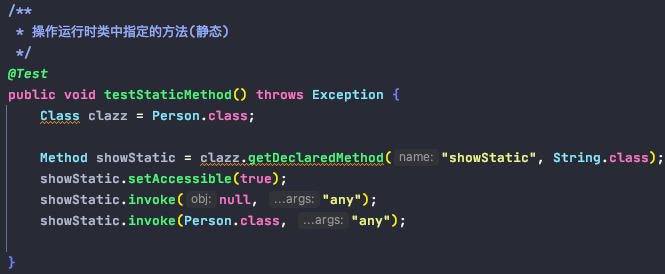 /**
 * 操作运行时类中指定的方法(静态)
 */
@Test
public void testStaticMethod() throws Exception {
    Class clazz = Person.class;
    Method showStatic = clazz.getDeclaredMethod( name: "showStatic", String.class);
    showStatic.setAccessible(true);
    showStatic.invoke( obj: null, ...args: "any");
    showStatic.invoke(Person.class, ...args: "any");
}